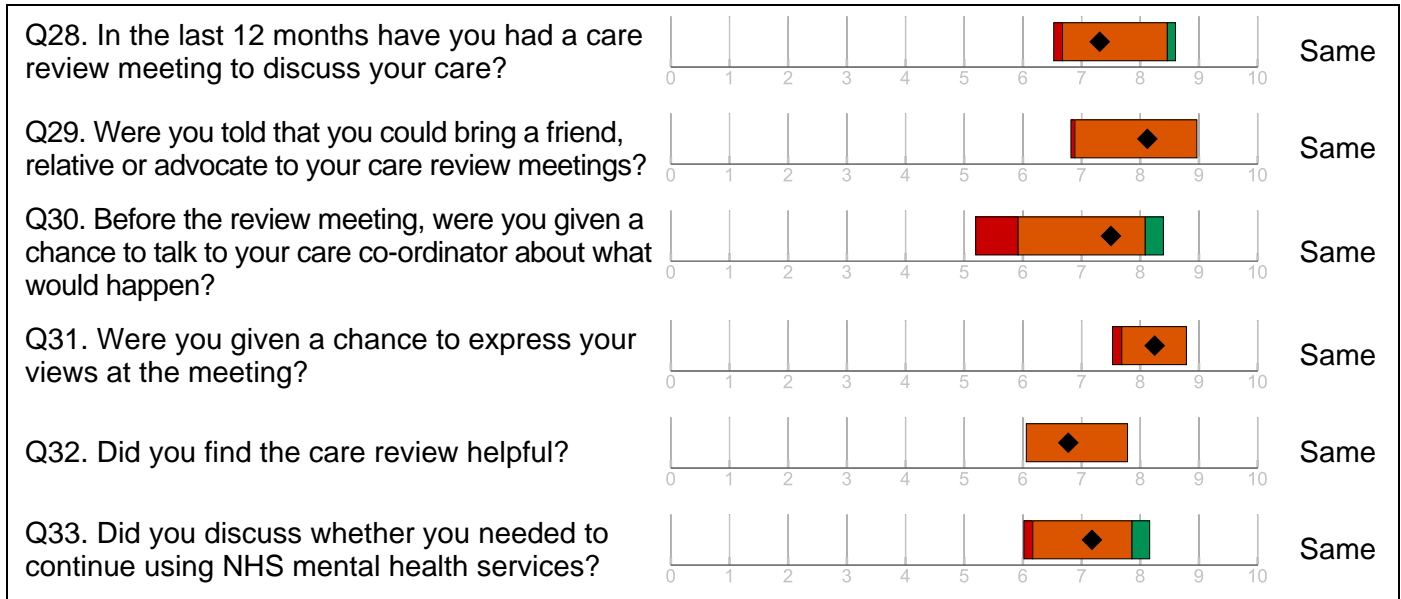 Q28. In the last 12 months have you had a care
review meeting to discuss your care?
0 1 2 3 4 5 6 7 8 9 10
Same
Q29. Were you told that you could bring a friend,
relative or advocate to your care review meetings?
0 1 2 3 4 5 6 7 8 9 10
Same
Q30. Before the review meeting, were you given a
chance to talk to your care co-ordinator about what
would happen?
0 1 2 3 4 5 6 7 8 9 10
Same
Q31. Were you given a chance to express your
views at the meeting?
0 1 2 3 4 5 6 7 8 9 10
Same
Q32. Did you find the care review helpful?
0 1 2 3 4 5 6 7 8 9 10
Same
Q33. Did you discuss whether you needed to
continue using NHS mental health services?
0 1 2 3 4 5 6 7 8 9 10
Same